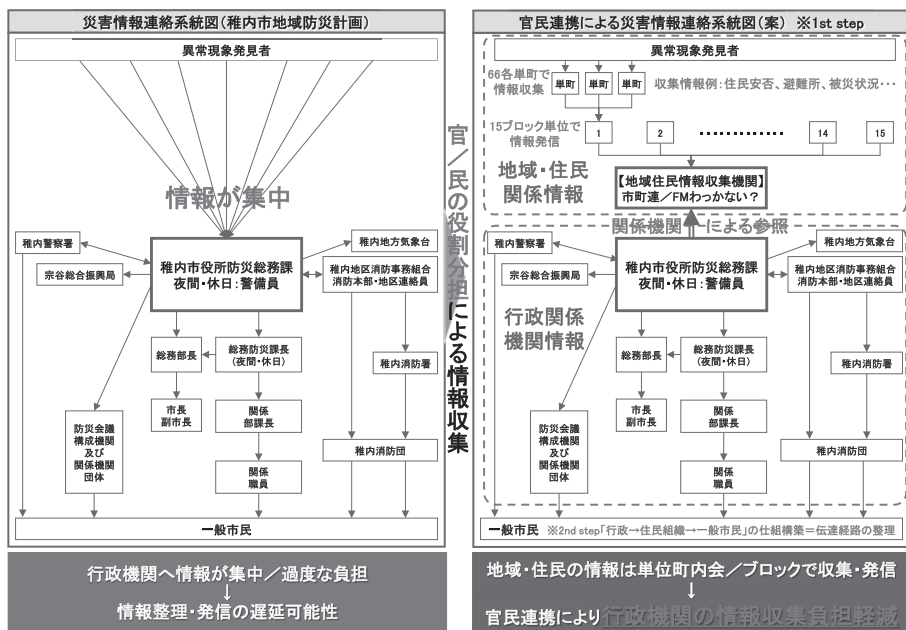 災害情報連絡系統図（稚内市地域防災計画）
異常現象発見者
情報が集中
稚内警察署
宗谷総合振興局
稚内市役所防災総務課
夜間・休日：警備員
稚内地方気象台
稚内地区消防事務組合
消防本部・地区連絡員
総務部長
総務防災課長
（夜間・休日）
稚内消防署
市長
副市長
関係
部課長
防災会議
構成機関
及び
関係機関
団体
稚内消防団
関係
職員
一般市民
行政機関へ情報が集中／過度な負担
↓
情報整理・発信の遅延可能性
官／民の役割分担による情報収集
官民連携による災害情報連絡系統図（案） ※1st step
異常現象発見者
66各単町で
情報収集
単町 単町 単町
収集情報例：住民安否、避難所、被災状況・・・
15ブロック単位で
情報発信
1 2 ・・・・・・・・・・・・・・ 14 15
地域・住民
関係情報
【地域住民情報収集機関】
市町連／FMわっかない？
関係機関による参照
稚内警察署
宗谷総合振興局
稚内市役所防災総務課
夜間・休日：警備員
稚内地方気象台
稚内地区消防事務組合
消防本部・地区連絡員
行政関係
機関情報
総務部長
総務防災課長
（夜間・休日）
稚内消防署
市長
副市長
関係
部課長
防災会議
構成機関
及び
関係機関
団体
稚内消防団
関係
職員
一般市民 ※2nd step「行政→住民組織→一般市民」の仕組構築＝伝達経路の整理
地域・住民の情報は単位町内会／ブロックで収集・発信
↓
官民連携により行政機関の情報収集負担軽減